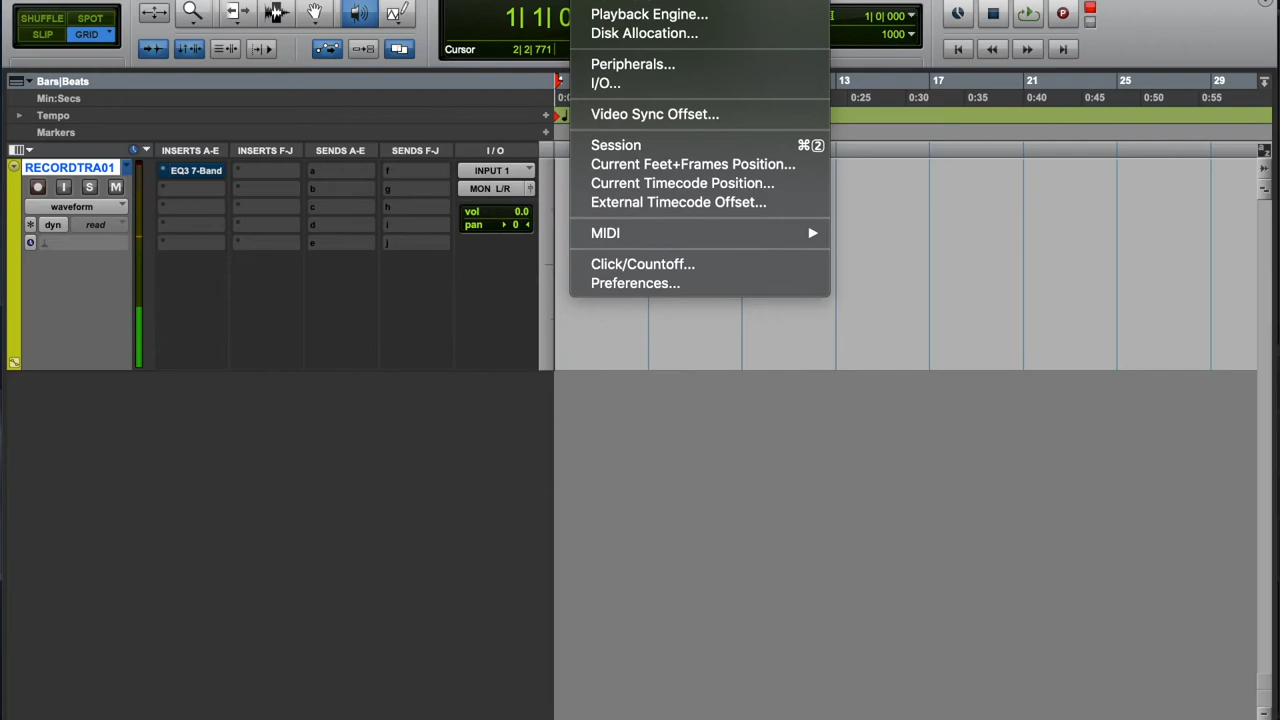 SHUFFLE SPOT
SLIP GRID
1| 1| 0
Cursor 2| 2| 771
Playback Engine...
Disk Allocation...
Peripherals...
I/O...
Video Sync Offset...
Session ⌘2
Current Feet+Frames Position...
Current Timecode Position...
External Timecode Offset...
MIDI
Click/Countoff...
Preferences...
1| 0| 000
1000
Bars|Beats
13 17 21 25 29
Min:Secs
0:25 0:30 0:35 0:40 0:45 0:50 0:55
Tempo
Markers
INSERTS A-E INSERTS F-J SENDS A-E SENDS F-J I / O
RECORDTRA01
I S M
waveform
dyn read
EQ3 7-Band
a
b
c
d
e
f
g
h
i
j
INPUT 1
MON L/R
vol 0.0
pan 0
P
a
z